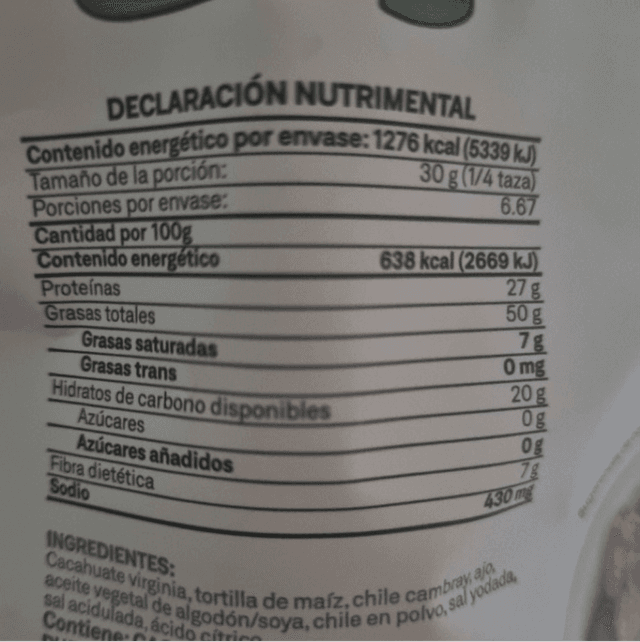 DECLARACIÓN NUTRIMENTAL
Contenido energético por envase: 1276 kcal (5339 kJ)
Tamaño de la porción: 30 g (1/4 taza)
Porciones por envase: 6.67
Cantidad por 100g
Contenido energético 638 kcal (2669 kJ)
Proteínas 27 g
Grasas totales 50 g
Grasas saturadas 7 g
Grasas trans 0 mg
Hidratos de carbono disponibles 20 g
Azúcares 0 g
Azúcares añadidos 0g
Fibra dietética 7g
Sodio 430 mg
INGREDIENTES:
Cacahuate virginia, tortilla de maíz, chile cambray, ajo,
aceite vegetal de algodón/soya, chile en polvo, sal yodada,
sal acidulada, ácido cítrico
Contiene: